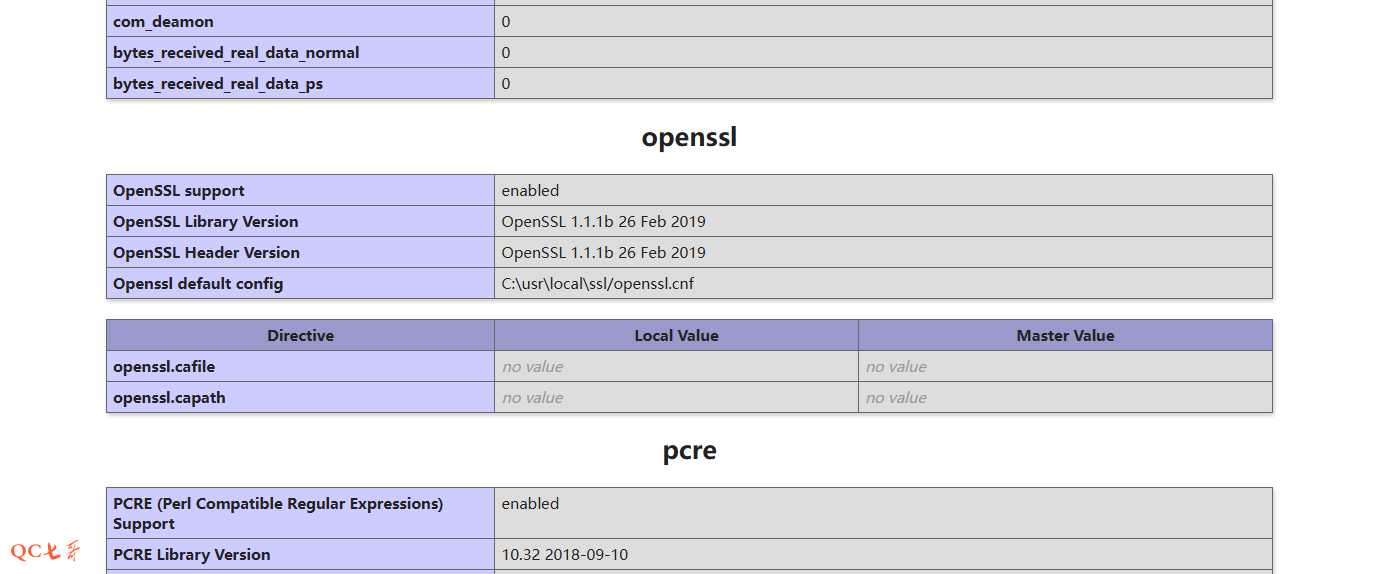 com_deamon 0
bytes_received_real_data_normal 0
bytes_received_real_data_ps 0
openssl
OpenSSL support enabled
OpenSSL Library Version OpenSSL 1.1.1b 26 Feb 2019
OpenSSL Header Version OpenSSL 1.1.1b 26 Feb 2019
Openssl default config C:\usr\local\ssl/openssl.cnf
Directive Local Value Master Value
openssl.cafile no value no value
openssl.capath no value no value
pcre
PCRE (Perl Compatible Regular Expressions) enabled
Support
PCRE Library Version 10.32 2018-09-10
QC七哥